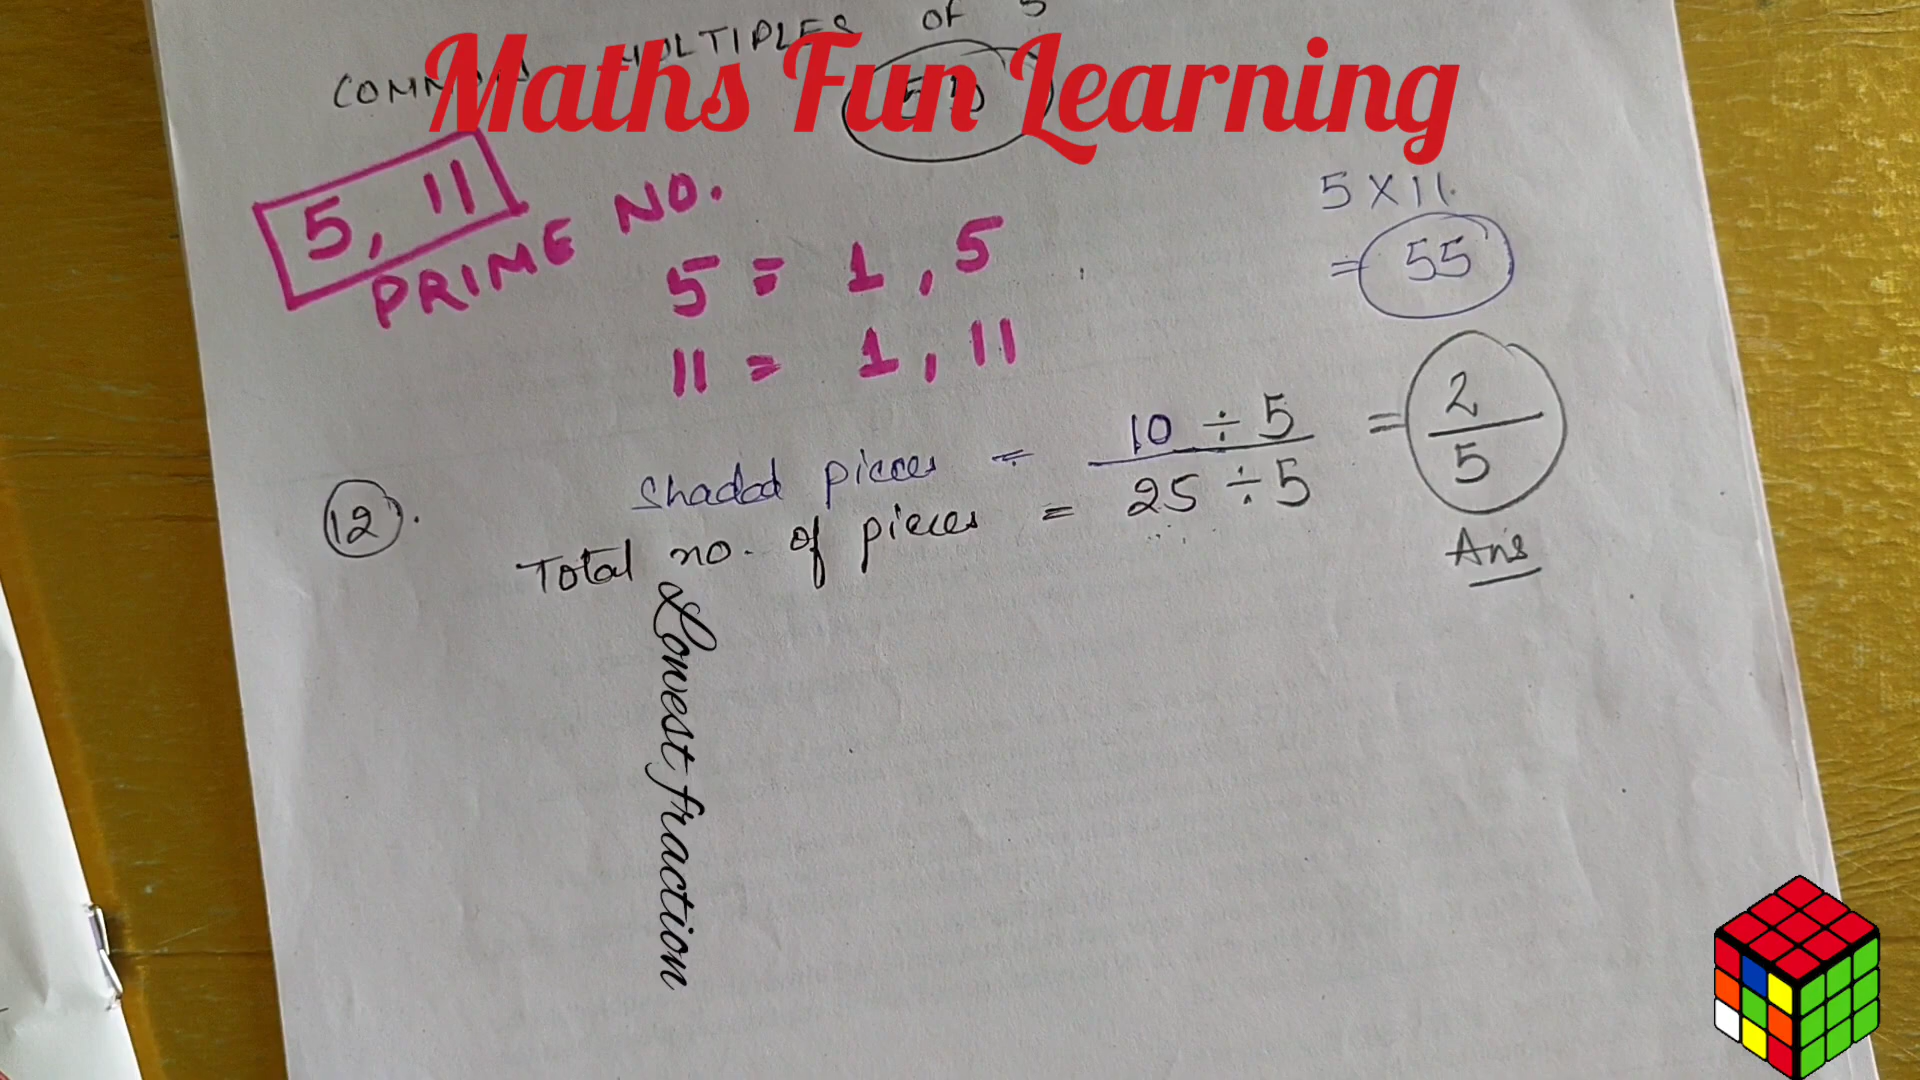 COMMON MULTIPLES OF 5
Maths Fun Learning
5, 11
PRIME NO.
5 = 1, 5
11 = 1, 11
5 X 11
= 55
12. Shaded pieces = 10 ÷ 5 = 2
Total no. of pieces = 25 ÷ 5 5
Ans
Lowest fraction